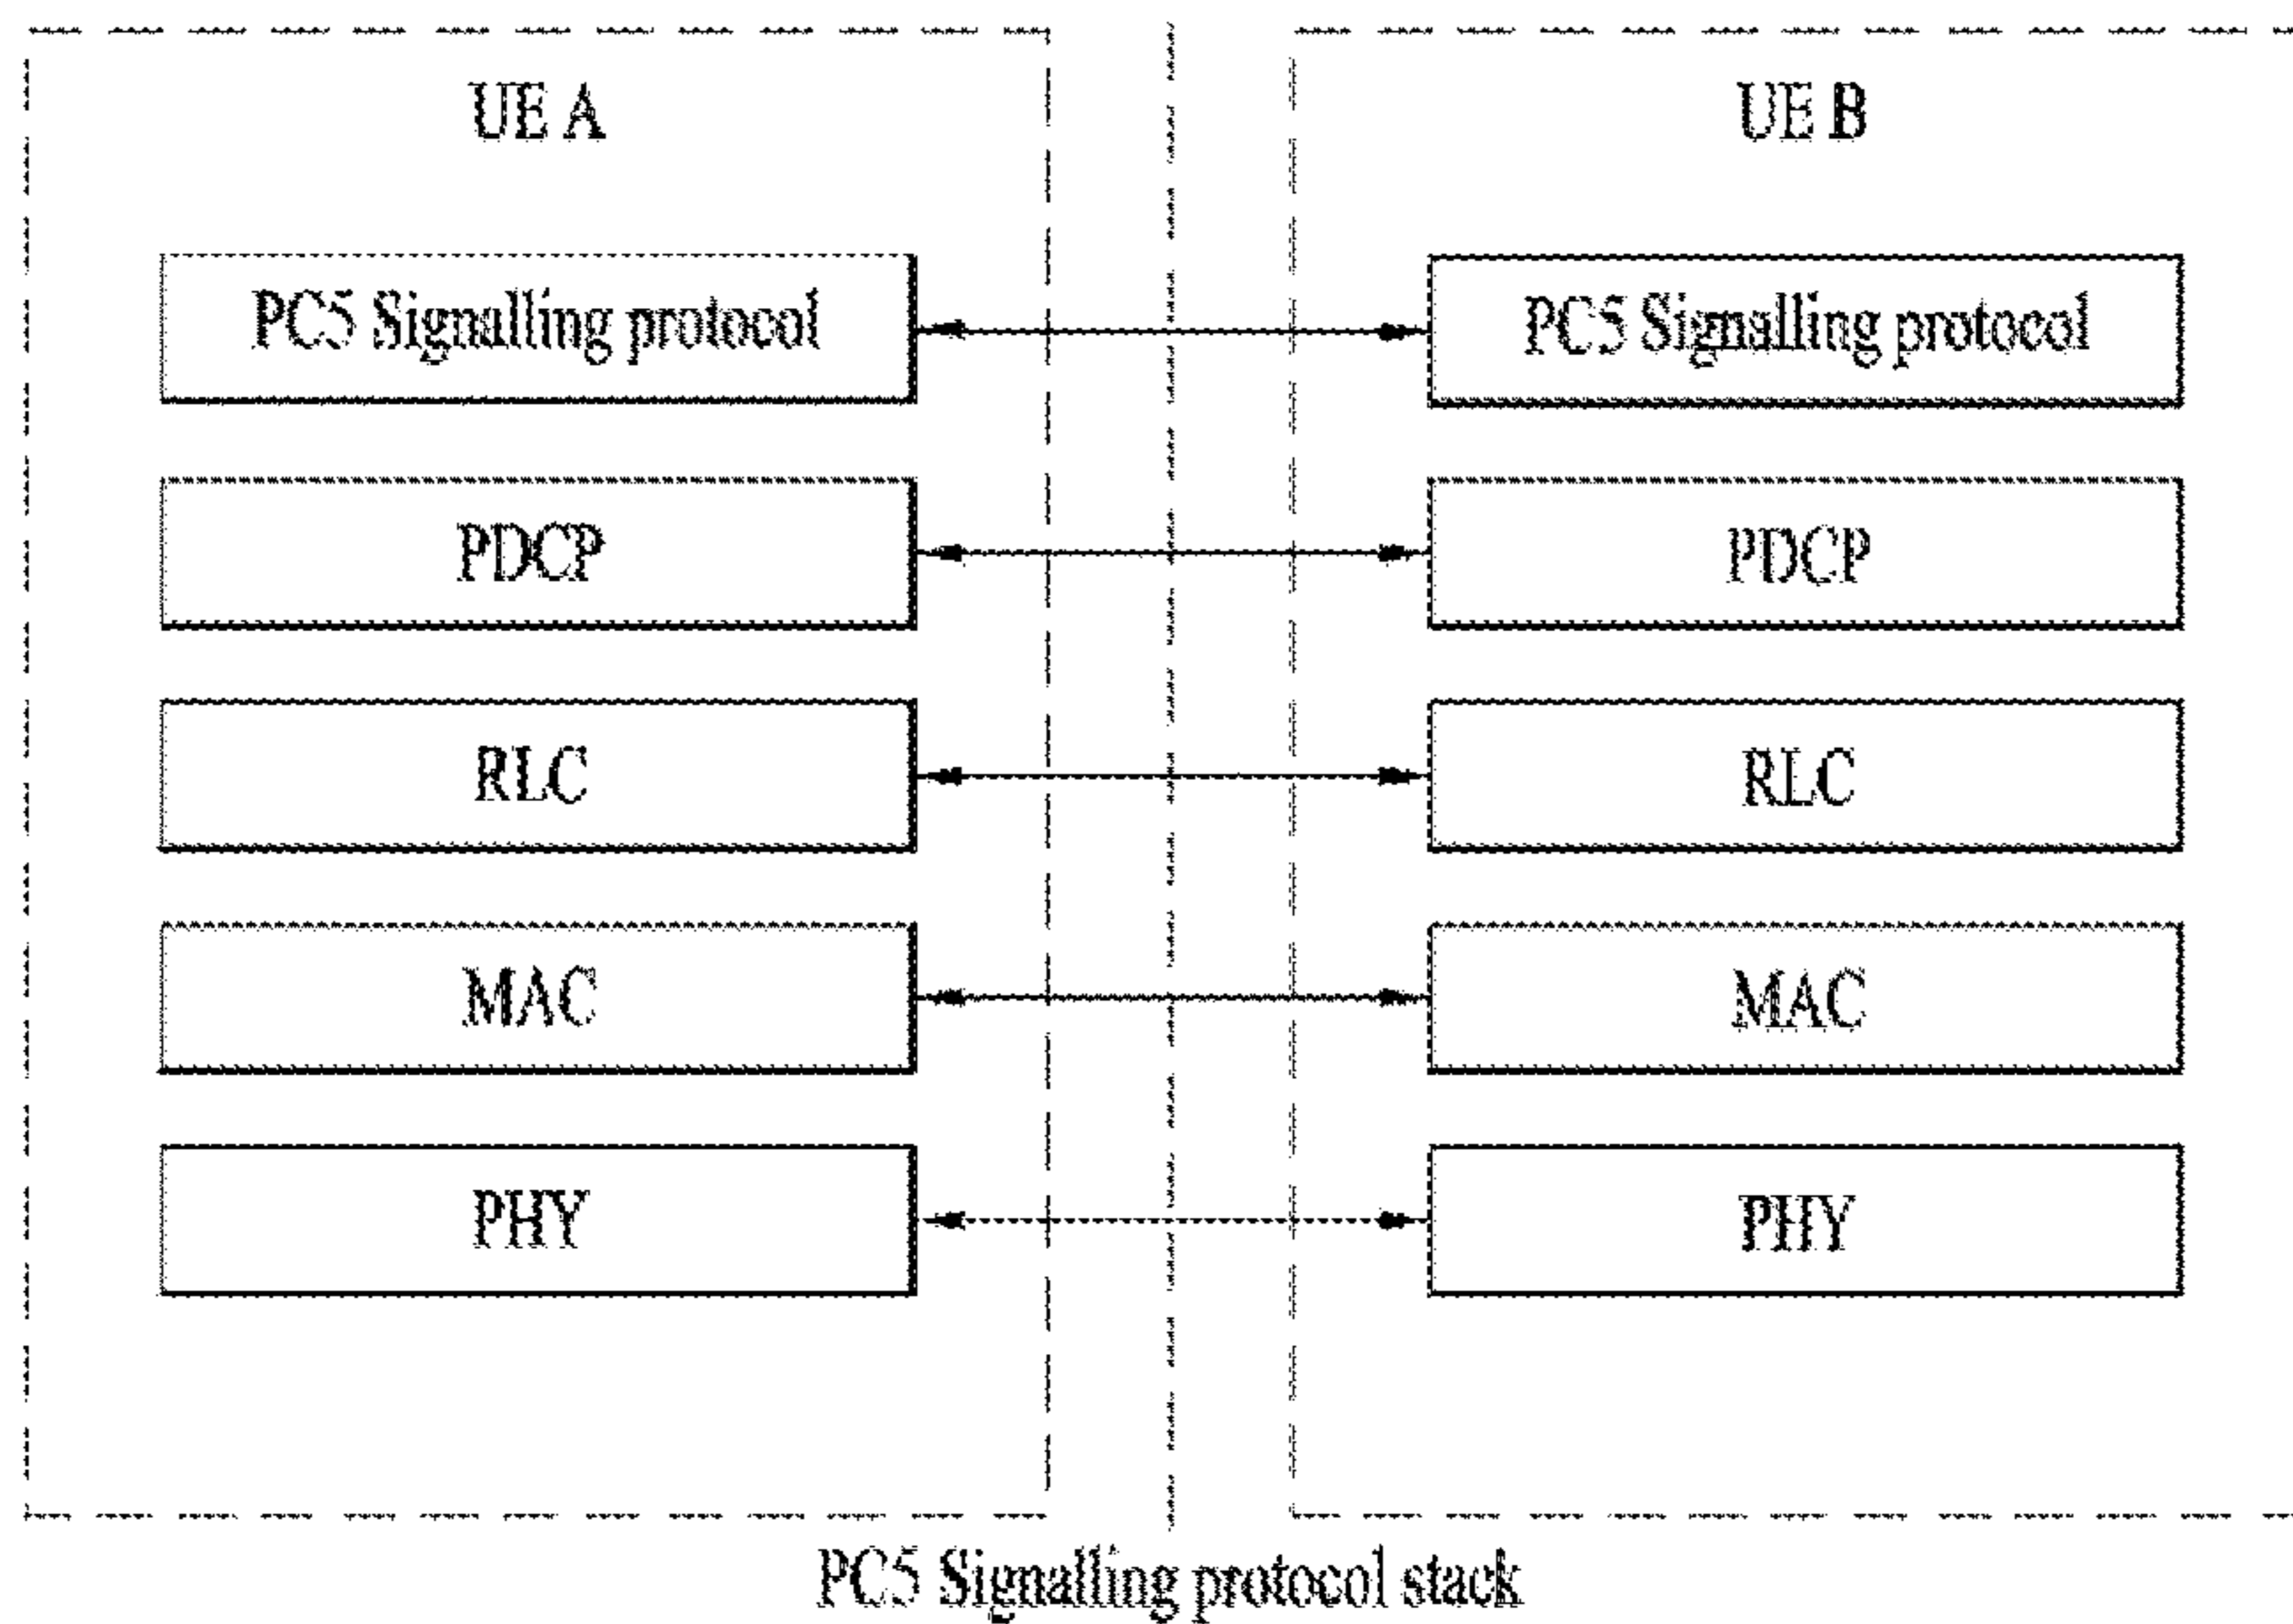 UE A
UE B
PC5 Signalling protocol
PC5 Signalling protocol
PDCP
PDCP
RLC
RLC
MAC
MAC
PHY
PHY
PC5 Signalling protocol stack